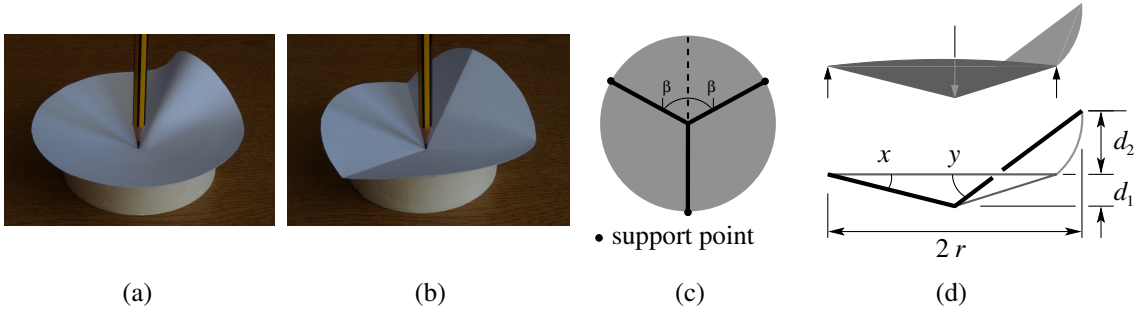 β β
• support point
x y
d₂
d₁
2 r
(a) (b) (c) (d)